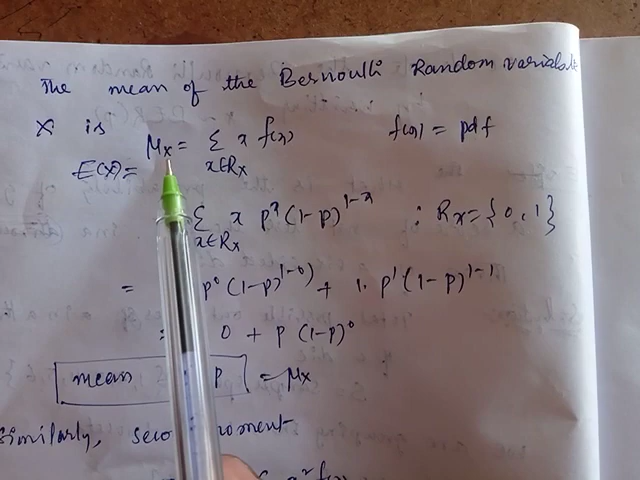 The mean of the Bernoulli Random variable
X is μx = Σ x f(x) f(x) = pdf
E(X) = x∈Rx
Σ x p^x (1-p)^1-x : Rx = {0, 1}
x∈Rx
= p^0 (1-p)^1-0) + 1. p^1 (1-p)^1-1
= 0 + p (1-p)^0
mean p = μx
Similarly, moment